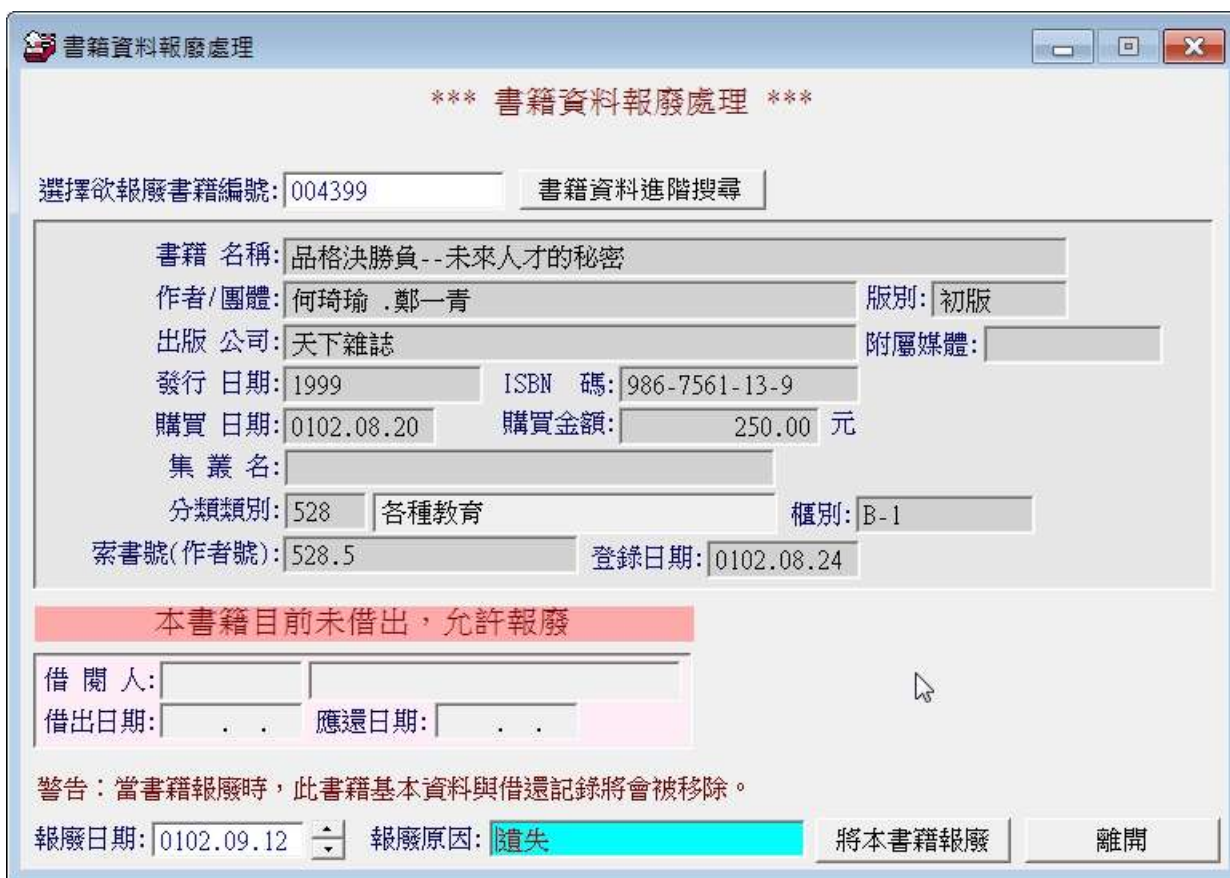 書籍資料報廢處理
*** 書籍資料報廢處理 ***
選擇欲報廢書籍編號: 004399 書籍資料進階搜尋
書籍 名稱: 品格決勝負--未來人才的秘密
作者/團體: 何琦瑜 .鄭一青 版別: 初版
出版 公司: 天下雜誌 附屬媒體:
發行 日期: 1999 ISBN 碼: 986-7561-13-9
購買 日期: 0102.08.20 購買金額: 250.00 元
集 叢 名:
分類類別: 528 各種教育 櫃別: B-1
索書號(作者號): 528.5 登錄日期: 0102.08.24
本書籍目前未借出，允許報廢
借 閱 人:
借出日期: . . 應還日期: . .
警告：當書籍報廢時，此書籍基本資料與借還記錄將會被移除。
報廢日期: 0102.09.12 報廢原因: 遺失 將本書籍報廢 離開